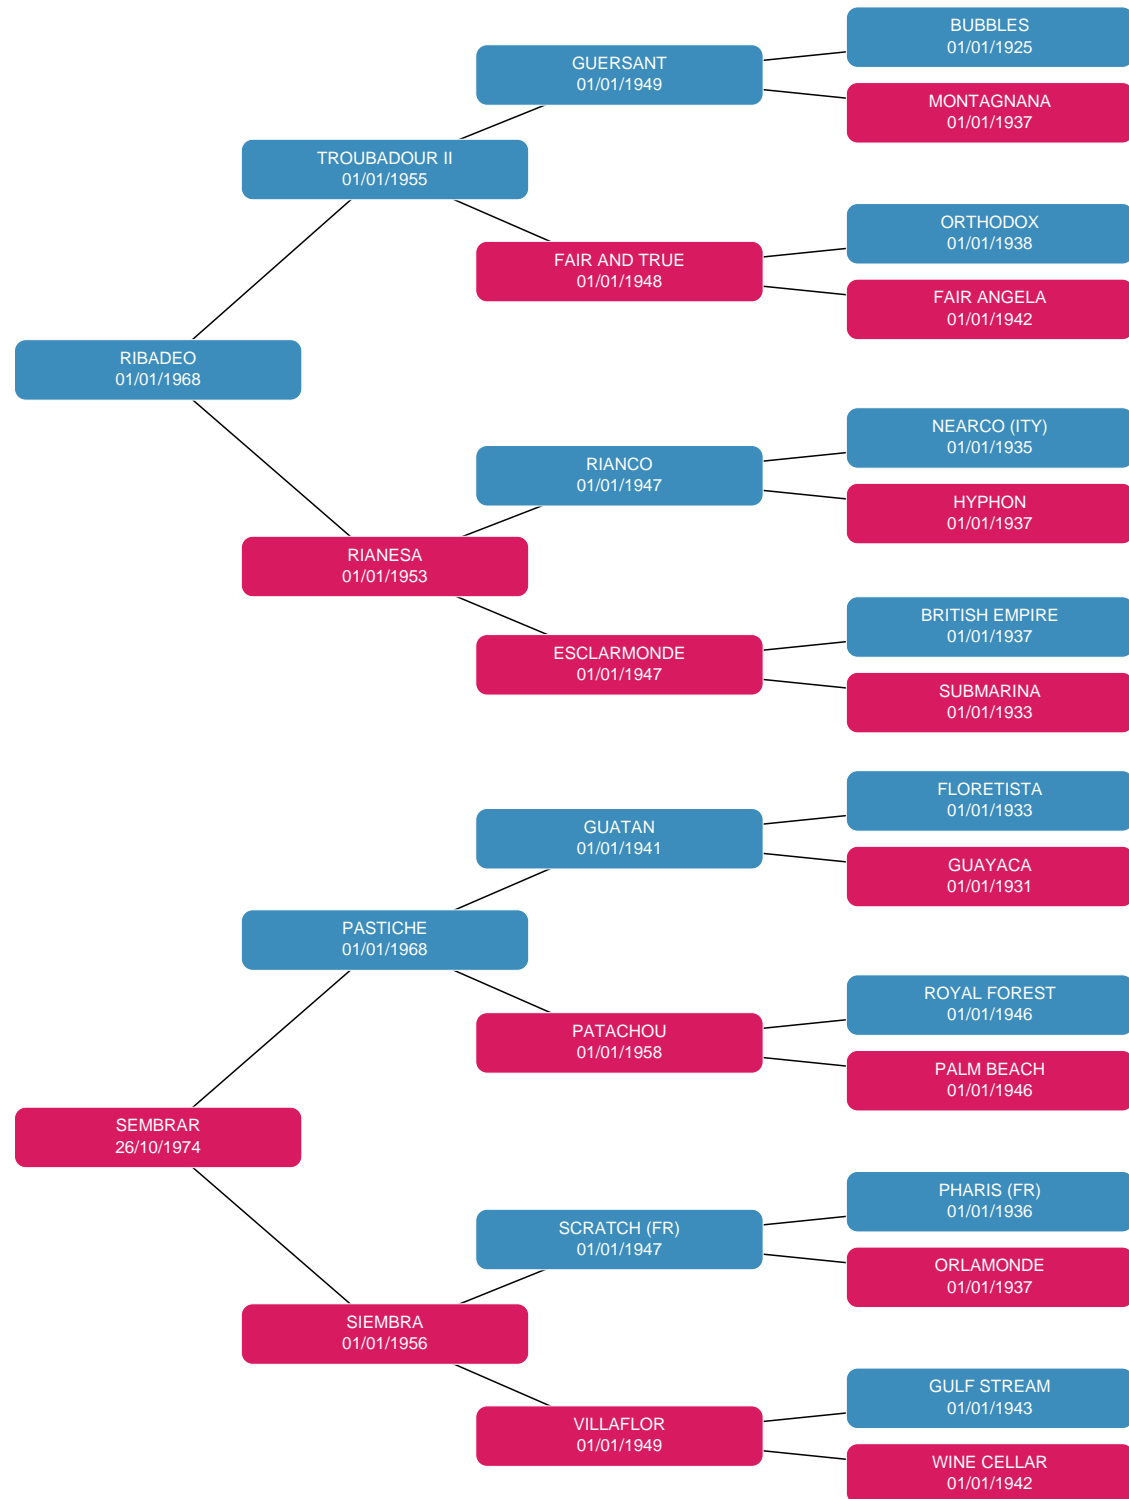 BUBBLES
01/01/1925
GUERSANT
01/01/1949
MONTAGNANA
01/01/1937
TROUBADOUR II
01/01/1955
ORTHODOX
01/01/1938
FAIR AND TRUE
01/01/1948
FAIR ANGELA
01/01/1942
RIBADEO
01/01/1968
NEARCO (ITY)
01/01/1935
RIANCO
01/01/1947
HYPHON
01/01/1937
RIANESA
01/01/1953
BRITISH EMPIRE
01/01/1937
ESCLARMONDE
01/01/1947
SUBMARINA
01/01/1933
FLORETISTA
01/01/1933
GUATAN
01/01/1941
GUAYACA
01/01/1931
PASTICHE
01/01/1968
ROYAL FOREST
01/01/1946
PATACHOU
01/01/1958
PALM BEACH
01/01/1946
SEMBRAR
26/10/1974
PHARIS (FR)
01/01/1936
SCRATCH (FR)
01/01/1947
ORLAMONDE
01/01/1937
SIEMBRA
01/01/1956
GULF STREAM
01/01/1943
VILLAFLOR
01/01/1949
WINE CELLAR
01/01/1942